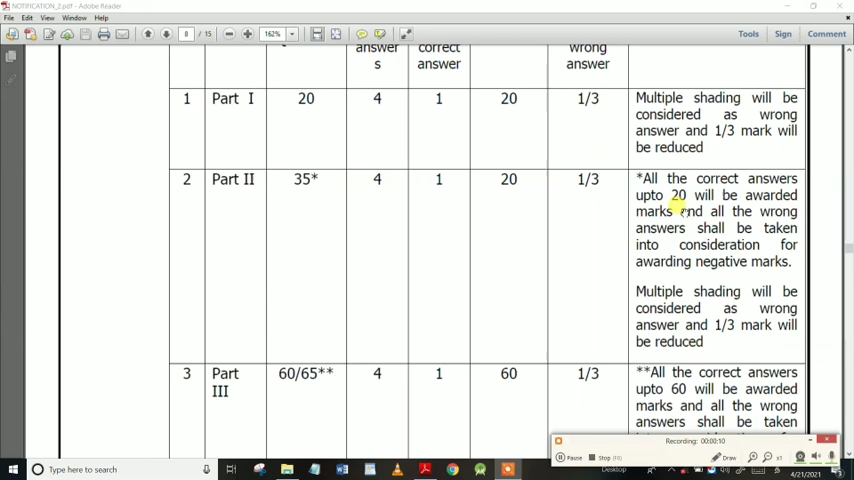 NOTIFICATION_2.pdf - Adobe Reader
File Edit View Window Help
8 / 15 162% Tools Sign Comment
answer correct wrong
s answer answer
1 Part I 20 4 1 20 1/3 Multiple shading will be
considered as wrong
answer and 1/3 mark will
be reduced
2 Part II 35* 4 1 20 1/3 *All the correct answers
upto 20 will be awarded
marks and all the wrong
answers shall be taken
into consideration for
awarding negative marks.
Multiple shading will be
considered as wrong
answer and 1/3 mark will
be reduced
3 Part 60/65** 4 1 60 1/3 **All the correct answers
III upto 60 will be awarded
marks and all the wrong
answers shall be taken
Recording: 00:00:10
Pause Stop (F8) Draw x1
Type here to search
Desktop
4/21/2021